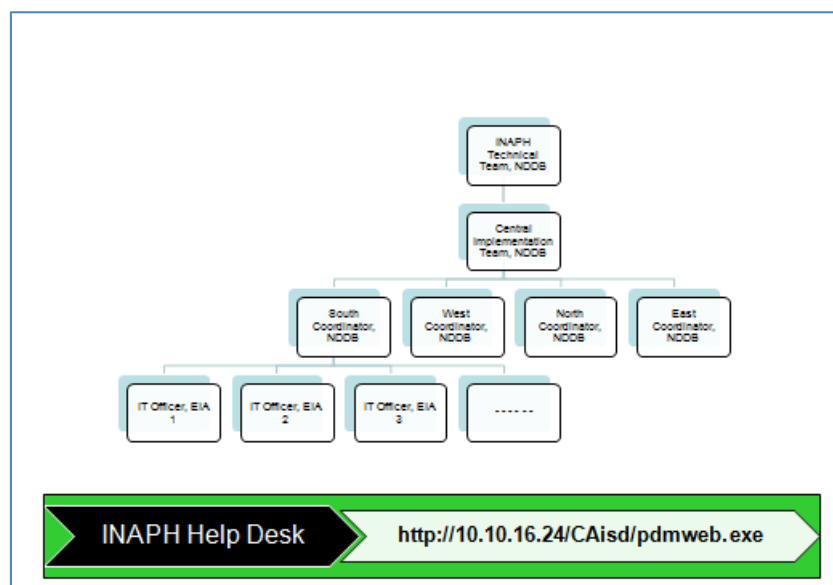 INAPH
Technical
Team, NDDB
Central
Implementation
Team, NDDB
South
Coordinator,
NDDB
West
Coordinator,
NDDB
North
Coordinator,
NDDB
East
Coordinator,
NDDB
IT Officer, EIA
1
IT Officer, EIA
2
IT Officer, EIA
3
------
INAPH Help Desk
http://10.10.16.24/CAisd/pdmweb.exe